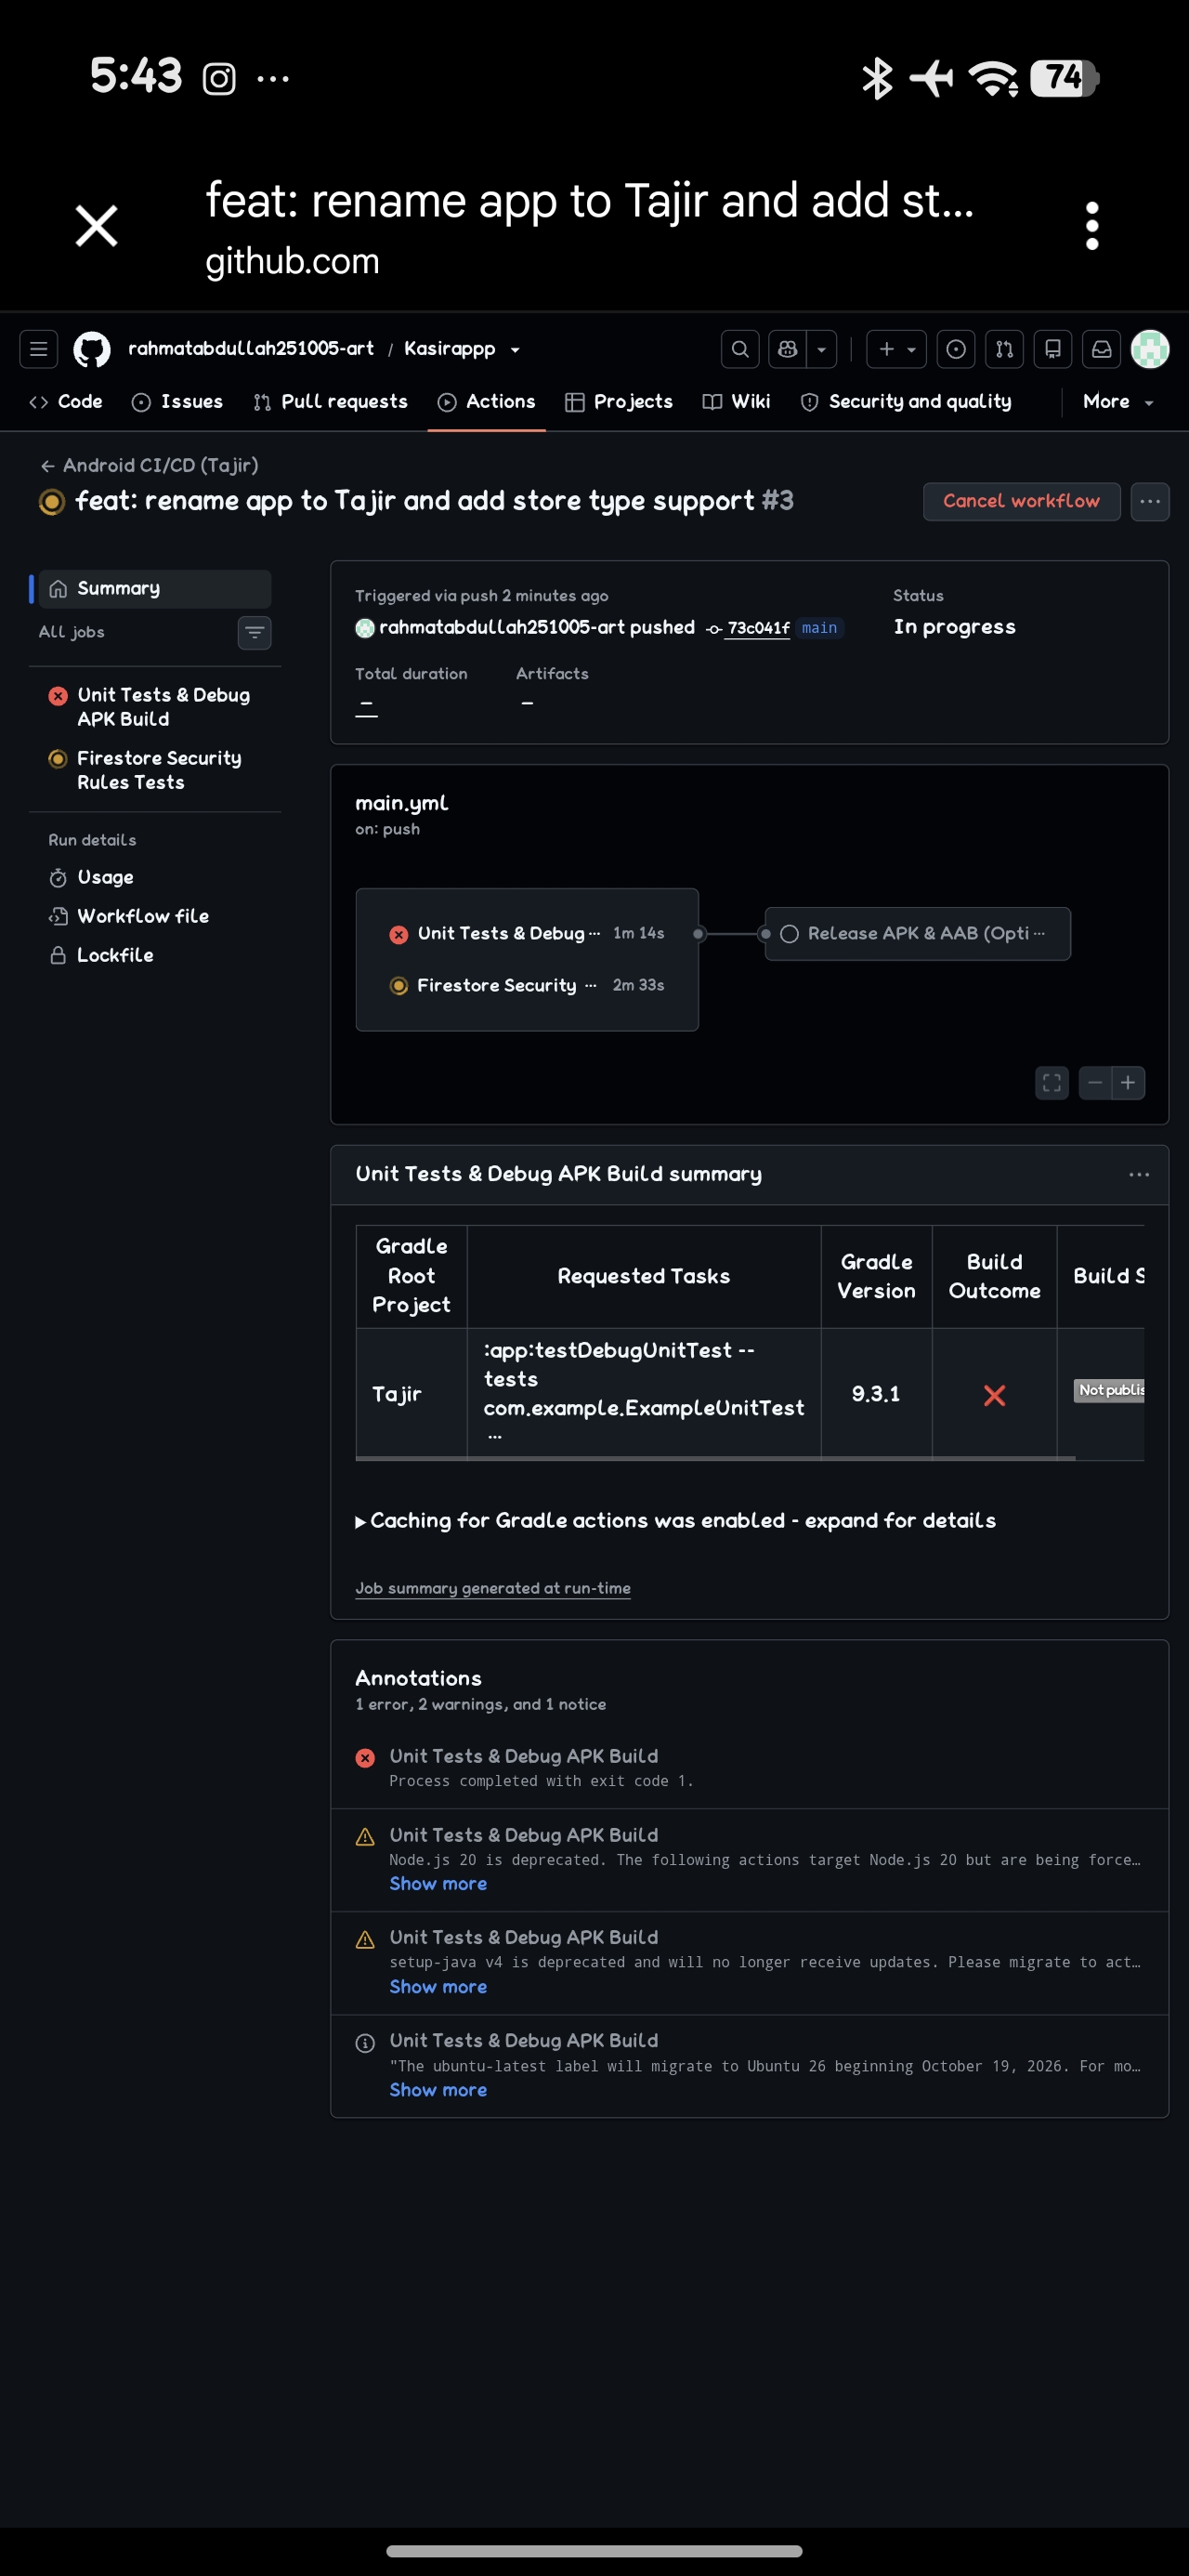 5:43
74
feat: rename app to Tajir and add st...
github.com
rahmatabdullah251005-art / Kasirappp
Code Issues Pull requests Actions Projects Wiki Security and quality More
Android CI/CD (Tajir)
feat: rename app to Tajir and add store type support #3
Cancel workflow
Summary
All jobs
Unit Tests & Debug
APK Build
Firestore Security
Rules Tests
Run details
Usage
Workflow file
Lockfile
Triggered via push 2 minutes ago
Status
rahmatabdullah251005-art pushed 73c041f main
In progress
Total duration
Artifacts
–
–
main.yml
on: push
Unit Tests & Debug ... 1m 14s
Release APK & AAB (Opti ...
Firestore Security ... 2m 33s
Unit Tests & Debug APK Build summary
Gradle
Root
Project
Requested Tasks
Gradle
Version
Build
Outcome
Build S
Tajir
:app:testDebugUnitTest --
tests
com.example.ExampleUnitTest
...
9.3.1
Not publis
Caching for Gradle actions was enabled - expand for details
Job summary generated at run-time
Annotations
1 error, 2 warnings, and 1 notice
Unit Tests & Debug APK Build
Process completed with exit code 1.
Unit Tests & Debug APK Build
Node.js 20 is deprecated. The following actions target Node.js 20 but are being force…
Show more
Unit Tests & Debug APK Build
setup-java v4 is deprecated and will no longer receive updates. Please migrate to act…
Show more
Unit Tests & Debug APK Build
"The ubuntu-latest label will migrate to Ubuntu 26 beginning October 19, 2026. For mo…
Show more